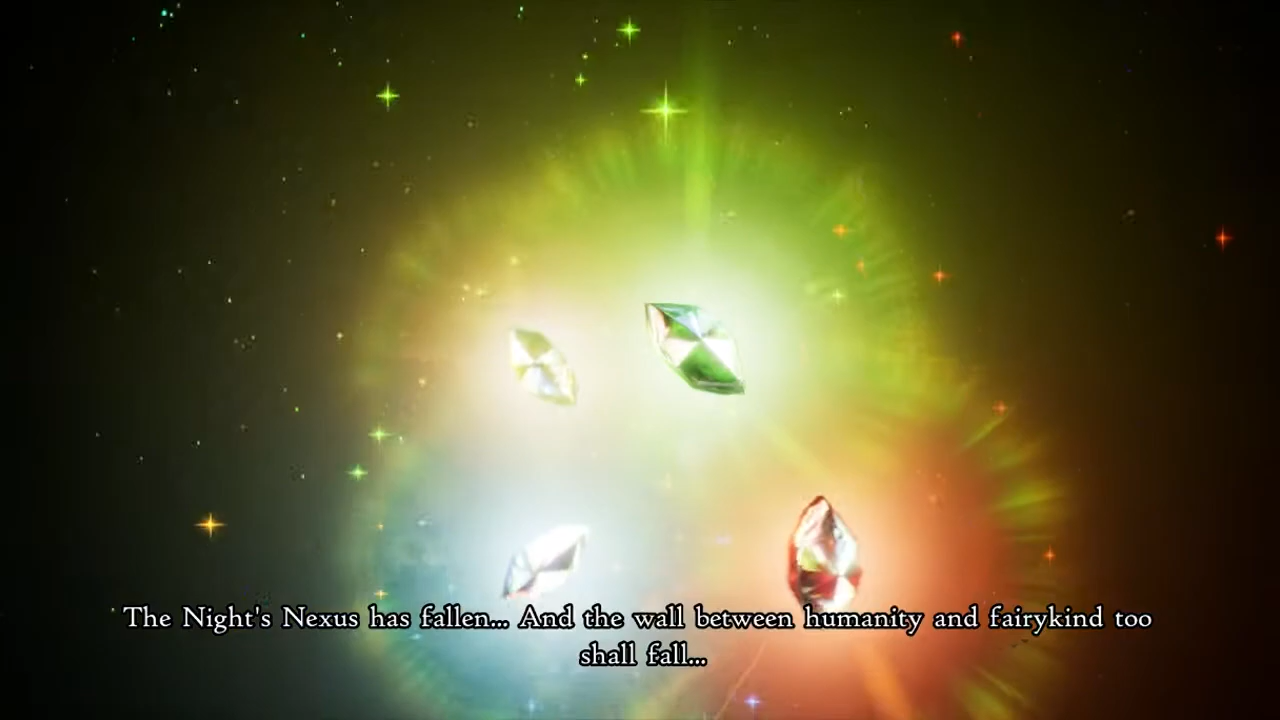 The Night's Nexus has fallen... And the wall between humanity and fairykind too
shall fall...